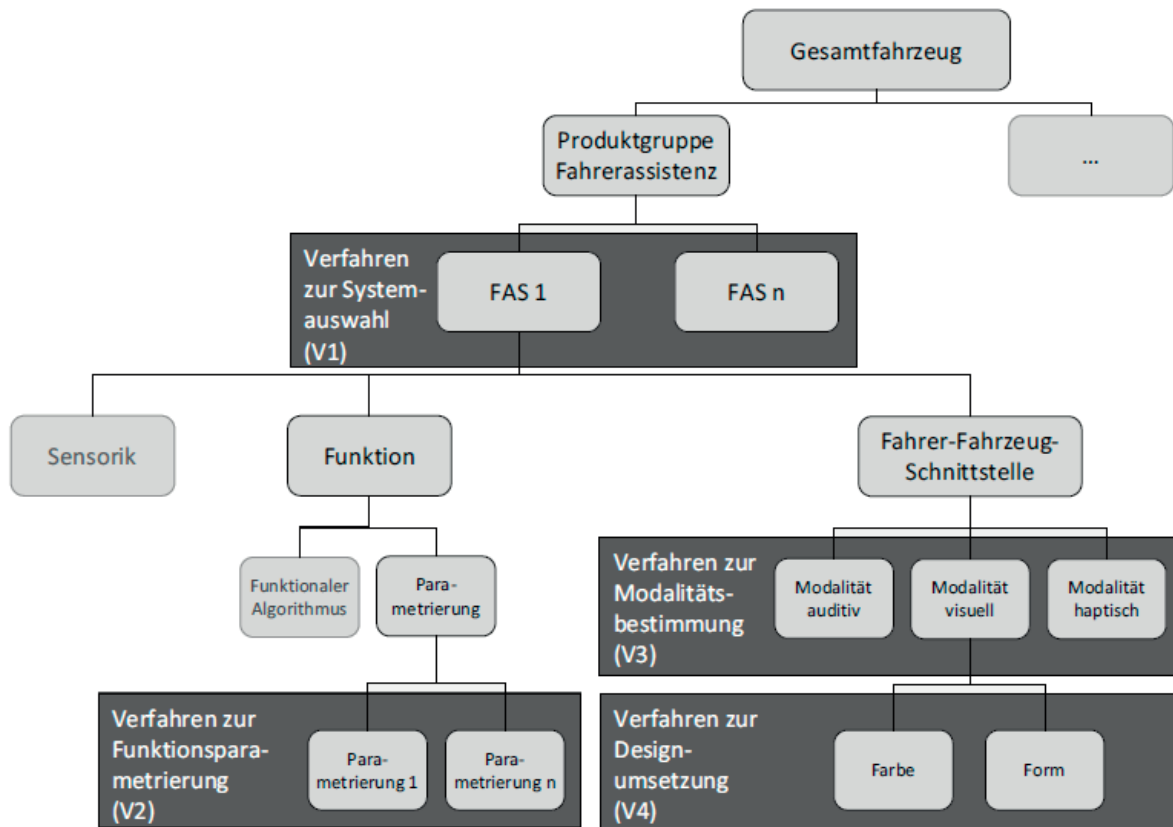 Gesamtfahrzeug
Produktgruppe
Fahrerassistenz
...
Verfahren
zur System-
auswahl
(V1)
FAS 1
FAS n
Sensorik
Funktion
Fahrer-Fahrzeug-
Schnittstelle
Funktionaler
Algorithmus
Para-
metrierung
Verfahren zur
Modalitäts-
bestimmung
(V3)
Modalität
auditiv
Modalität
visuell
Modalität
haptisch
Verfahren zur
Funktionspara-
metrierung
(V2)
Para-
metrierung 1
Para-
metrierung n
Verfahren zur
Design-
umsetzung
(V4)
Farbe
Form